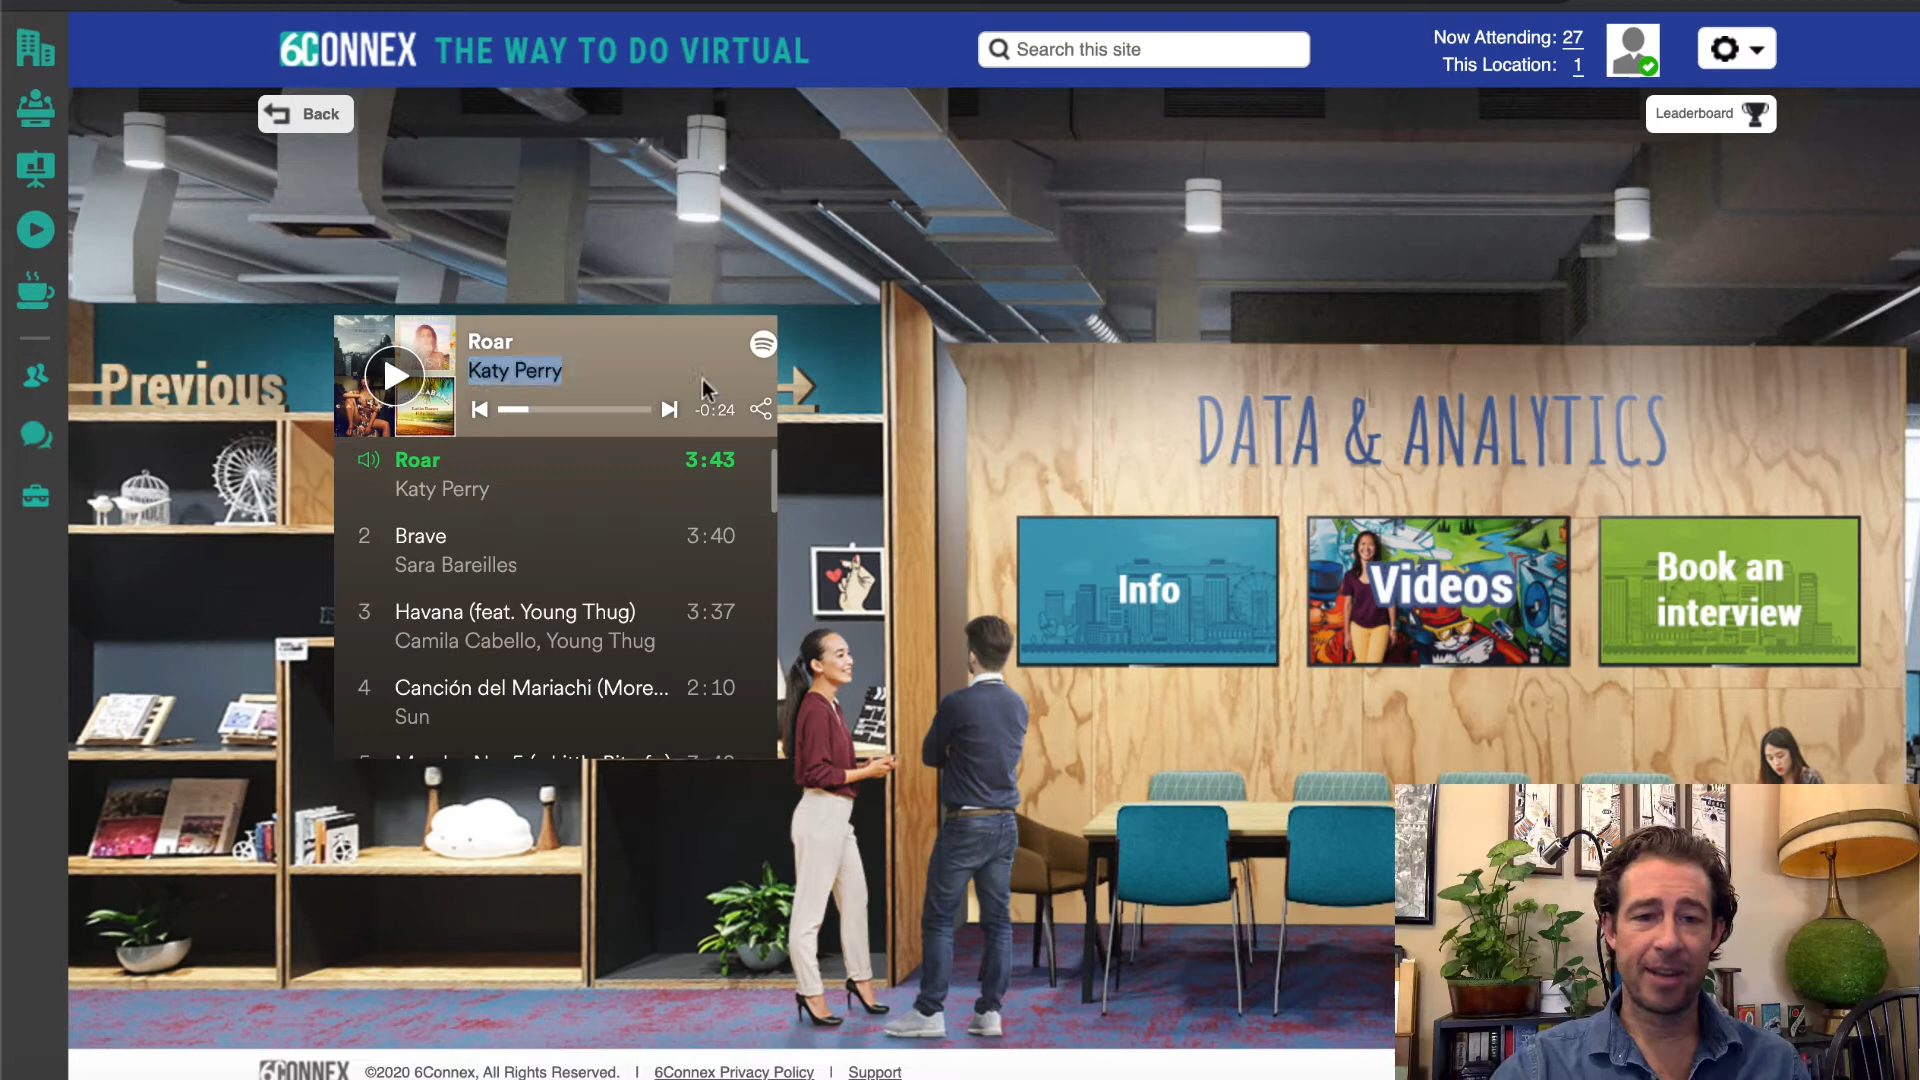 6CONNEX THE WAY TO DO VIRTUAL
Search this site
Now Attending: 27
This Location: 1
Back
Leaderboard
Previous
Roar
Katy Perry
-0:24
Roar 3:43
Katy Perry
2 Brave 3:40
Sara Bareilles
3 Havana (feat. Young Thug) 3:37
Camila Cabello, Young Thug
4 Canción del Mariachi (More... 2:10
Sun
DATA & ANALYTICS
Info
Videos
Book an
interview
6CONNEX ©2020 6Connex, All Rights Reserved. | 6Connex Privacy Policy | Support